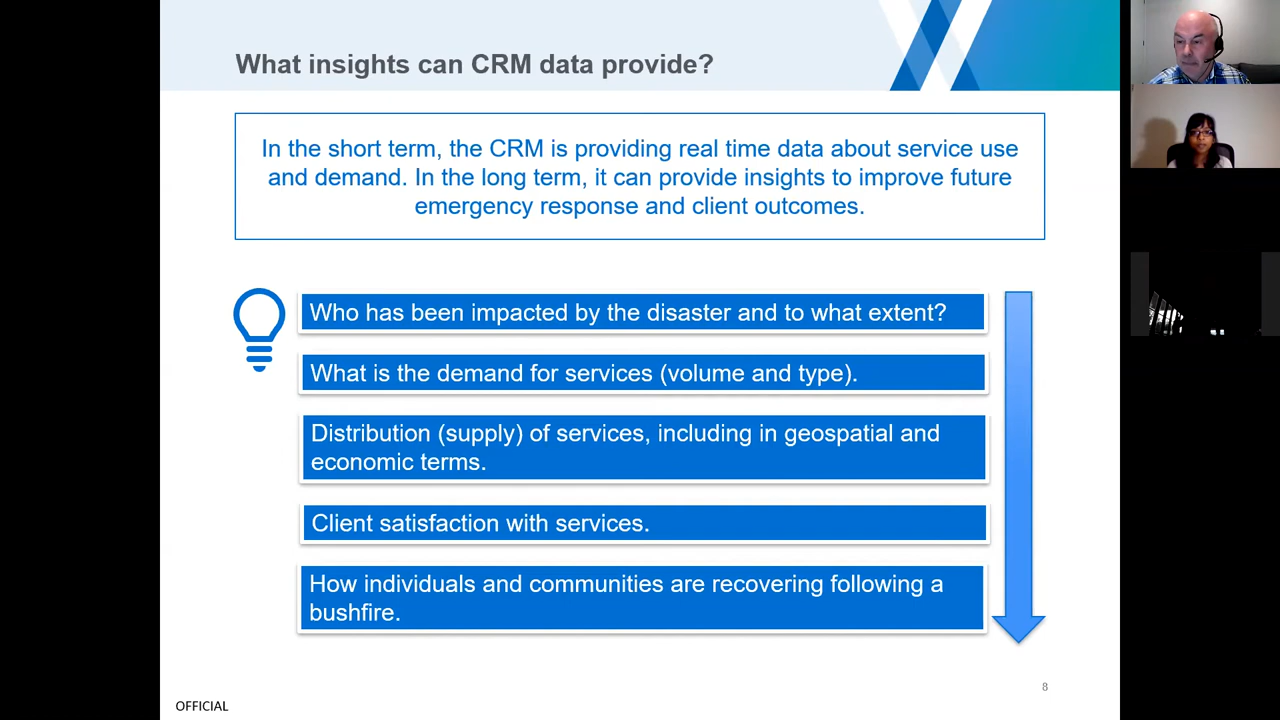 What insights can CRM data provide?
In the short term, the CRM is providing real time data about service use
and demand. In the long term, it can provide insights to improve future
emergency response and client outcomes.
Who has been impacted by the disaster and to what extent?
What is the demand for services (volume and type).
Distribution (supply) of services, including in geospatial and
economic terms.
Client satisfaction with services.
How individuals and communities are recovering following a
bushfire.
8
OFFICIAL